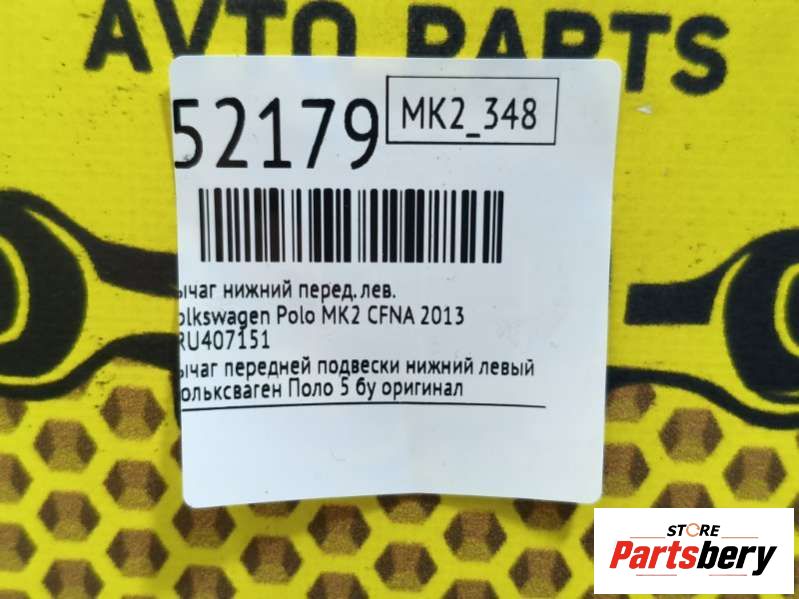 AVTO PARTS
52179
MK2_348
ычаг нижний перед. лев.
olkswagen Polo MK2 CFNA 2013
RU407151
ычаг передней подвески нижний левый
ольксваген Поло 5 бу оригинал
STORE
Partsbery